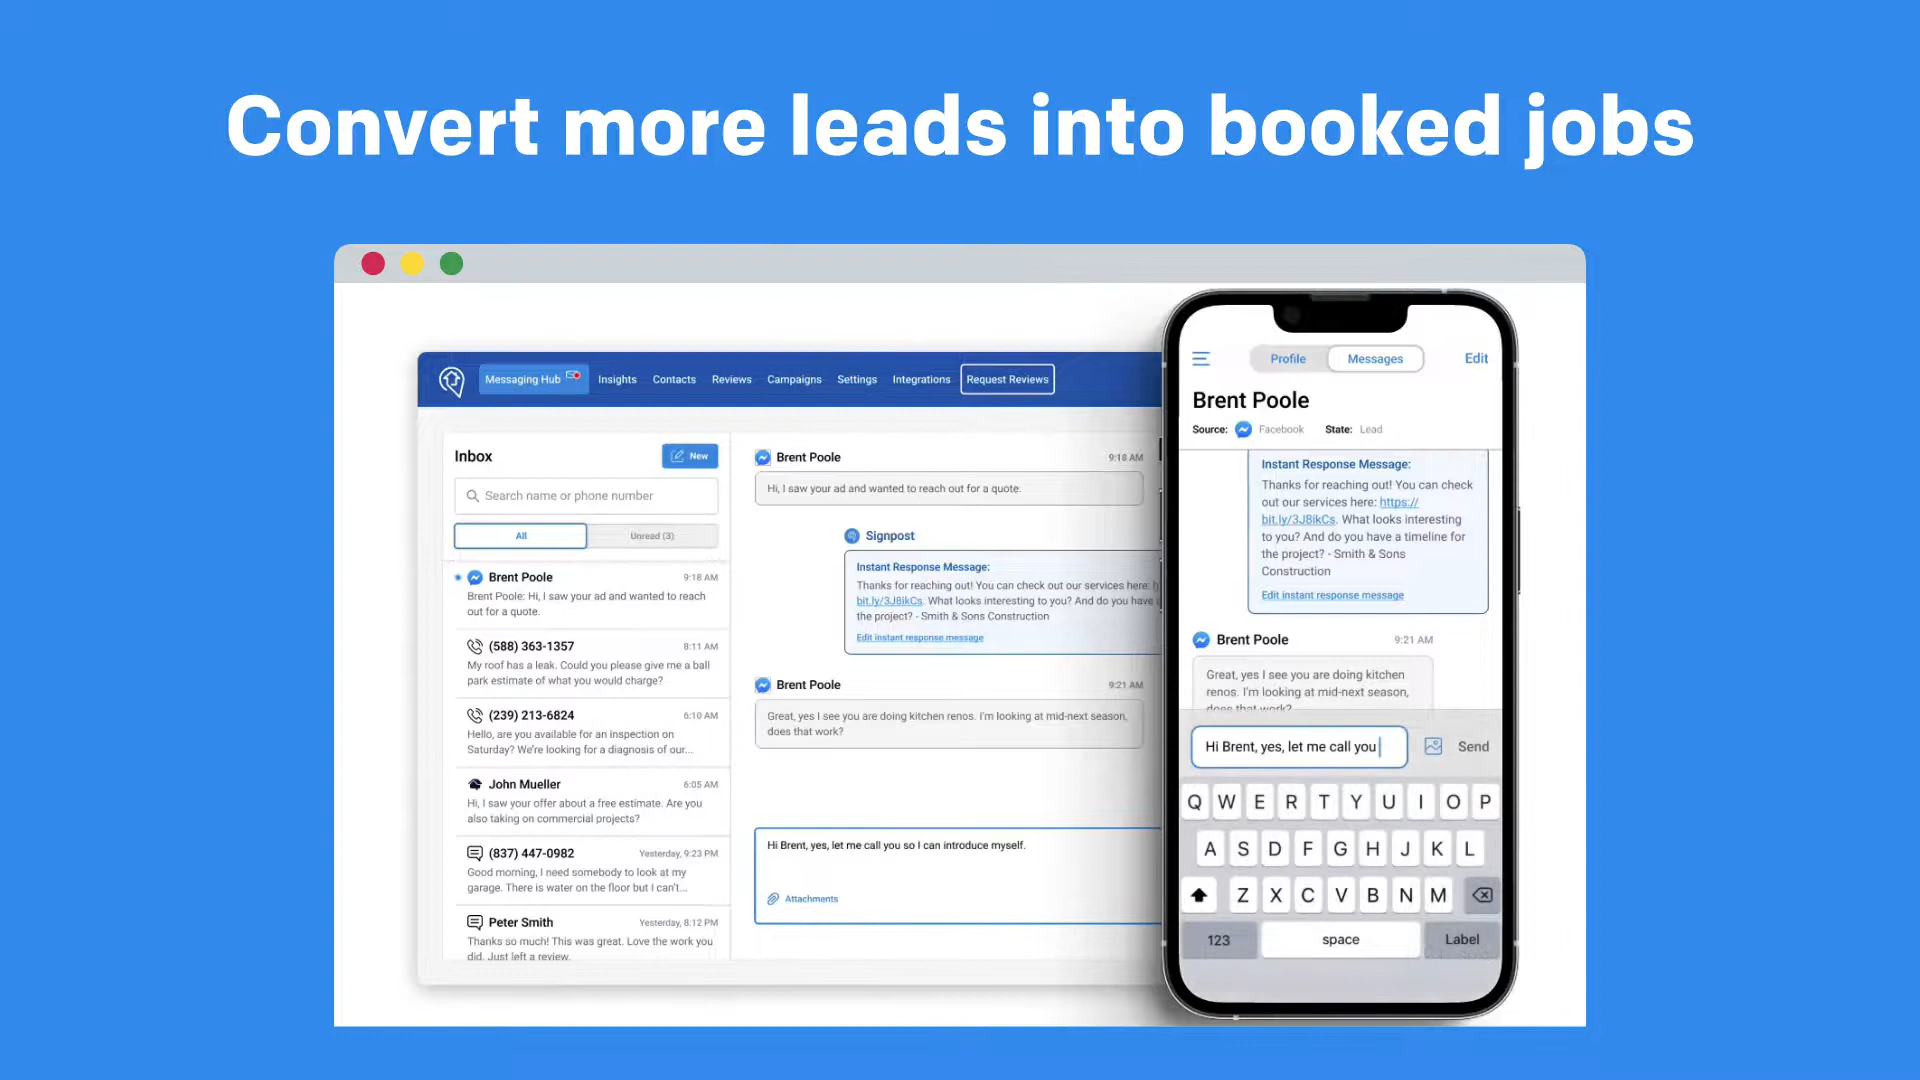 Convert more leads into booked jobs
Messaging Hub
Insights
Contacts
Reviews
Campaigns
Settings
Integrations
Request Reviews
Inbox
New
Search name or phone number
All
Unread (3)
Brent Poole 9:18 AM
Brent Poole: Hi, I saw your ad and wanted to reach
out for a quote.
(588) 363-1357 8:11 AM
My roof has a leak. Could you please give me a ball
park estimate of what you would charge?
(239) 213-6824 6:10 AM
Hello, are you available for an inspection on
Saturday? We're looking for a diagnosis of our...
John Mueller 6:05 AM
Hi, I saw your offer about a free estimate. Are you
also taking on commercial projects?
(837) 447-0982 Yesterday, 9:23 PM
Good morning, I need somebody to look at my
garage. There is water on the floor but I can't...
Peter Smith Yesterday, 8:12 PM
Thanks so much! This was great. Love the work you
did. Just left a review.
Brent Poole 9:18 AM
Hi, I saw your ad and wanted to reach out for a quote.
Signpost
Instant Response Message:
Thanks for reaching out! You can check out our services here:
bit.ly/3J8ikCs. What looks interesting to you? And do you have
the project? - Smith & Sons Construction
Edit instant response message
Brent Poole 9:21 AM
Great, yes I see you are doing kitchen renos. I'm looking at mid-next season,
does that work?
Hi Brent, yes, let me call you so I can introduce myself.
Attachments
Profile
Messages
Edit
Brent Poole
Source: Facebook State: Lead
Instant Response Message:
Thanks for reaching out! You can check
out our services here: https://
bit.ly/3J8ikCs. What looks interesting
to you? And do you have a timeline for
the project? - Smith & Sons
Construction
Edit instant response message
Brent Poole 9:21 AM
Great, yes I see you are doing kitchen
renos. I'm looking at mid-next season,
does that work?
Hi Brent, yes, let me call you
Send
Q W E R T Y U I O P
A S D F G H J K L
Z X C V B N M
123 space Label